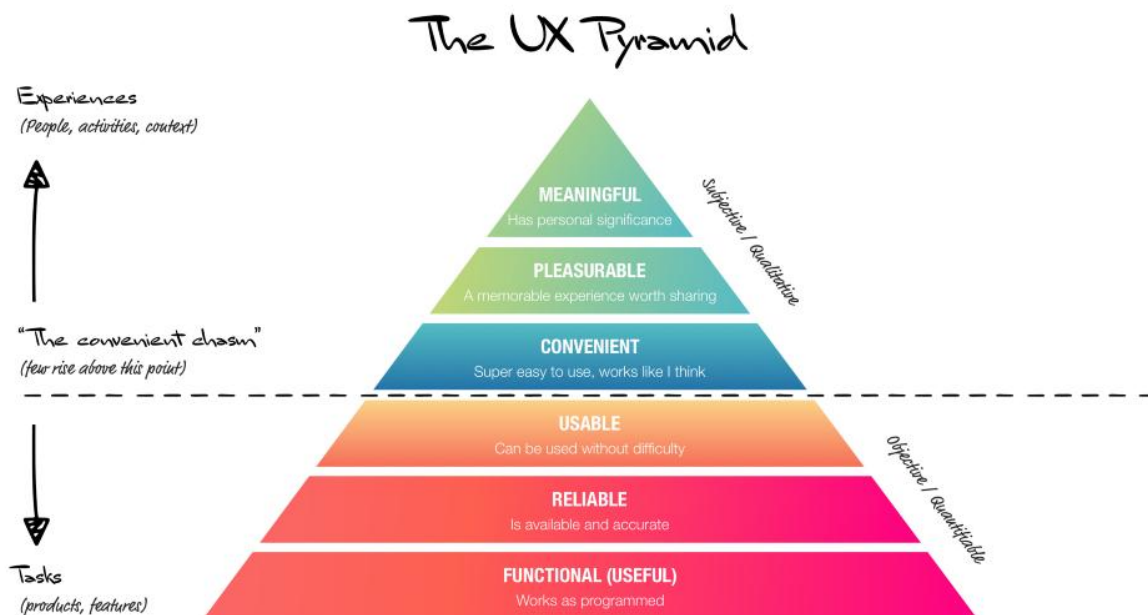 The UX Pyramid
Experiences
(People, activities, context)
MEANINGFUL
Has personal significance
Subjective / Qualitative
PLEASURABLE
A memorable experience worth sharing
"The convenient chasm"
(few rise above this point)
CONVENIENT
Super easy to use, works like I think
USABLE
Can be used without difficulty
Objective / Quantifiable
RELIABLE
Is available and accurate
Tasks
(products, features)
FUNCTIONAL (USEFUL)
Works as programmed